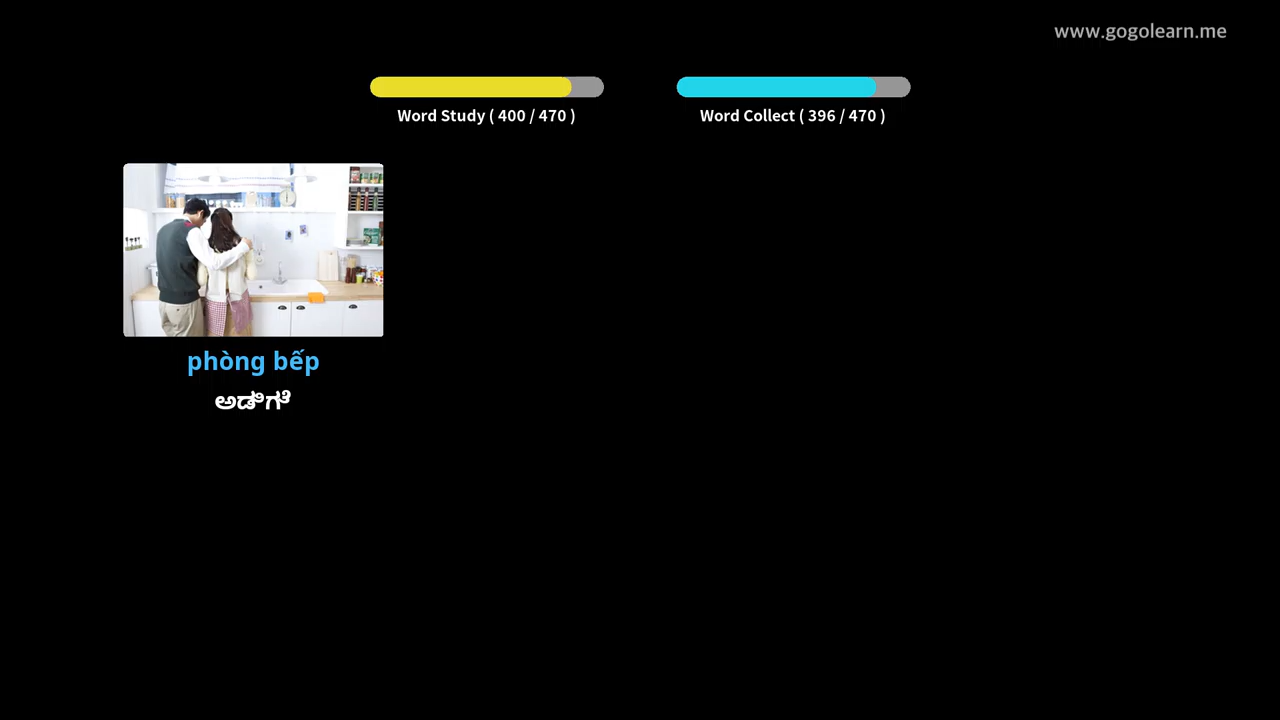 www.gogolearn.me
Word Study ( 400 / 470 )
Word Collect ( 396 / 470 )
phòng bếp
ಅಡಿಗೆ